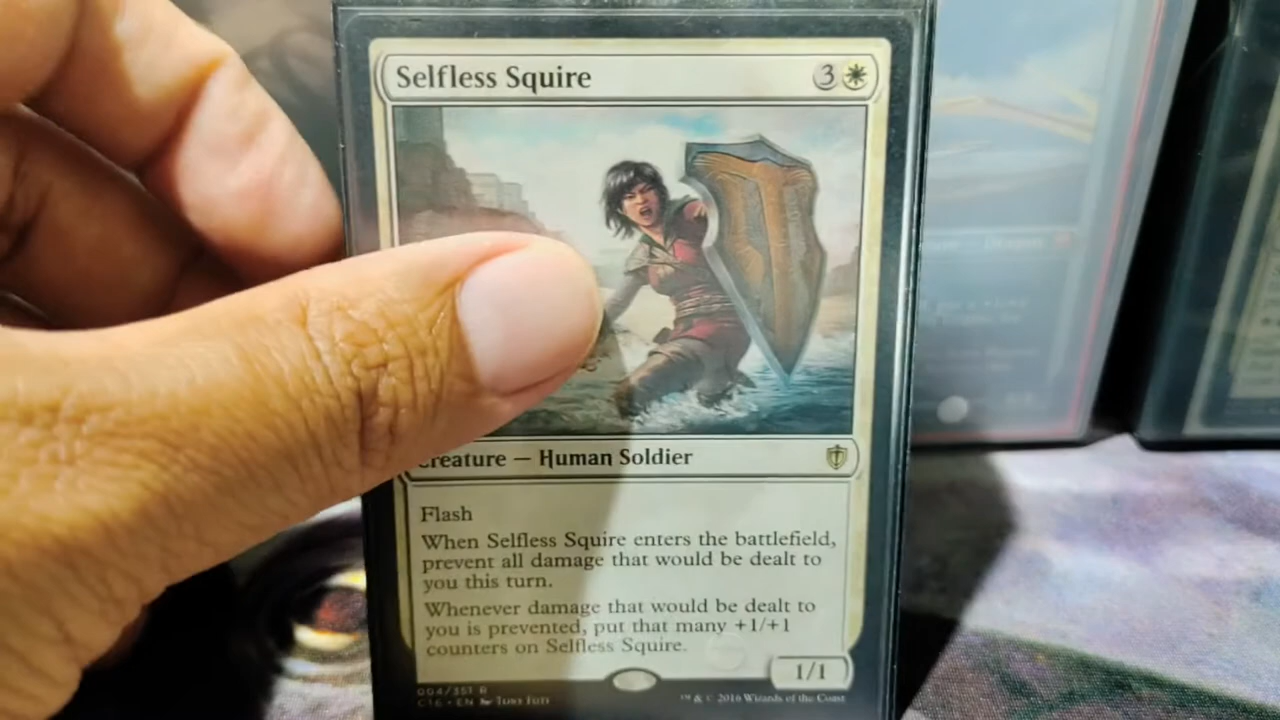 Selfless Squire 3
Creature — Human Soldier
Flash
When Selfless Squire enters the battlefield,
prevent all damage that would be dealt to
you this turn.
Whenever damage that would be dealt to
you is prevented, put that many +1/+1
counters on Selfless Squire.
1/1
004/351 R
C16 • EN
™ & © 2016 Wizards of the Coast